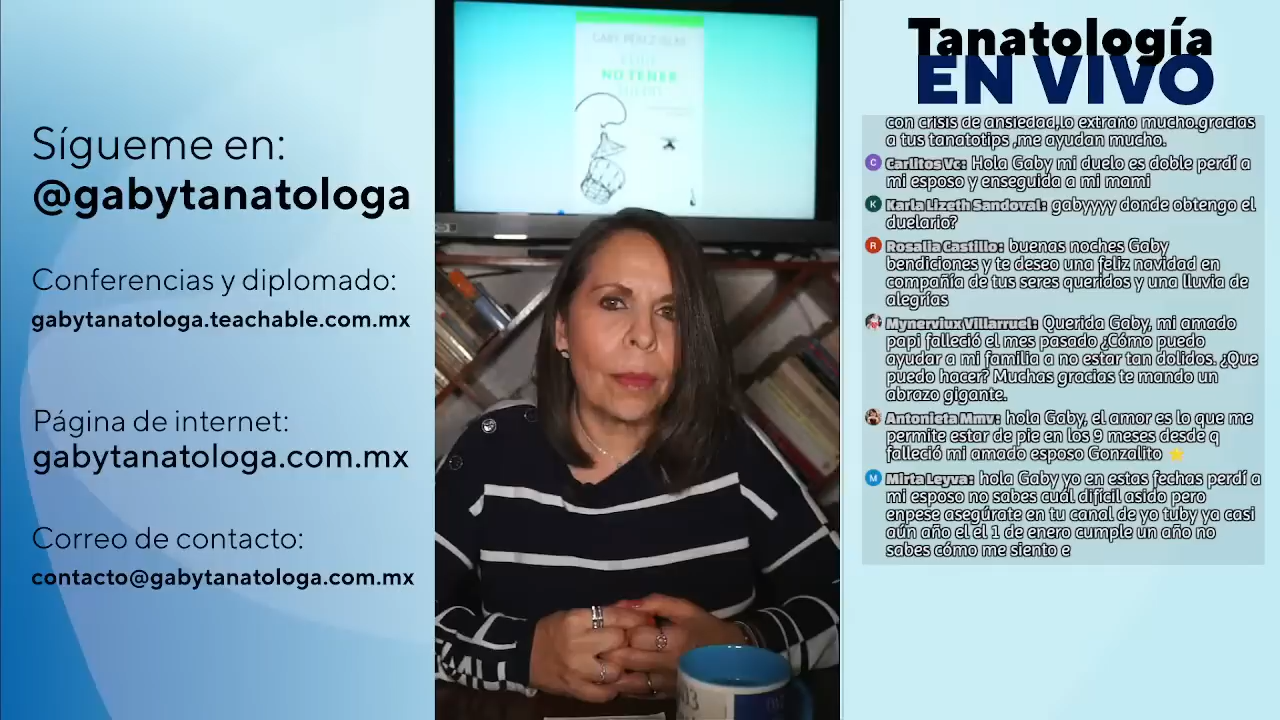 Sígueme en:
@gabytanatologa
Conferencias y diplomado:
gabytanatologa.teachable.com.mx
Página de internet:
gabytanatologa.com.mx
Correo de contacto:
contacto@gabytanatologa.com.mx
NO TENER
Tanatología
EN VIVO
con crisis de ansiedad,lo extraño mucho.gracias
a tus tanatotips ,me ayudan mucho.
C Carlitos Vc: Hola Gaby mi duelo es doble perdí a
mi esposo y enseguida a mi mami
K Karla Lizeth Sandoval: gabyyyy donde obtengo el
duelario?
R Rosalia Castillo: buenas noches Gaby
bendiciones y te deseo una feliz navidad en
compañía de tus seres queridos y una lluvia de
alegrías
Mynerviux Villarruel: Querida Gaby, mi amado
papi falleció el mes pasado ¿Cómo puedo
ayudar a mi familia a no estar tan dolidos. ¿Que
puedo hacer? Muchas gracias te mando un
abrazo gigante.
Antonieta Mmv: hola Gaby, el amor es lo que me
permite estar de pie en los 9 meses desde q
falleció mi amado esposo Gonzalito
M Mirta Leyva: hola Gaby yo en estas fechas perdí a
mi esposo no sabes cuál difícil asido pero
enpese asegúrate en tu canal de yo tuby ya casi
aún año el él 1 de enero cumple un año no
sabes cómo me siento e